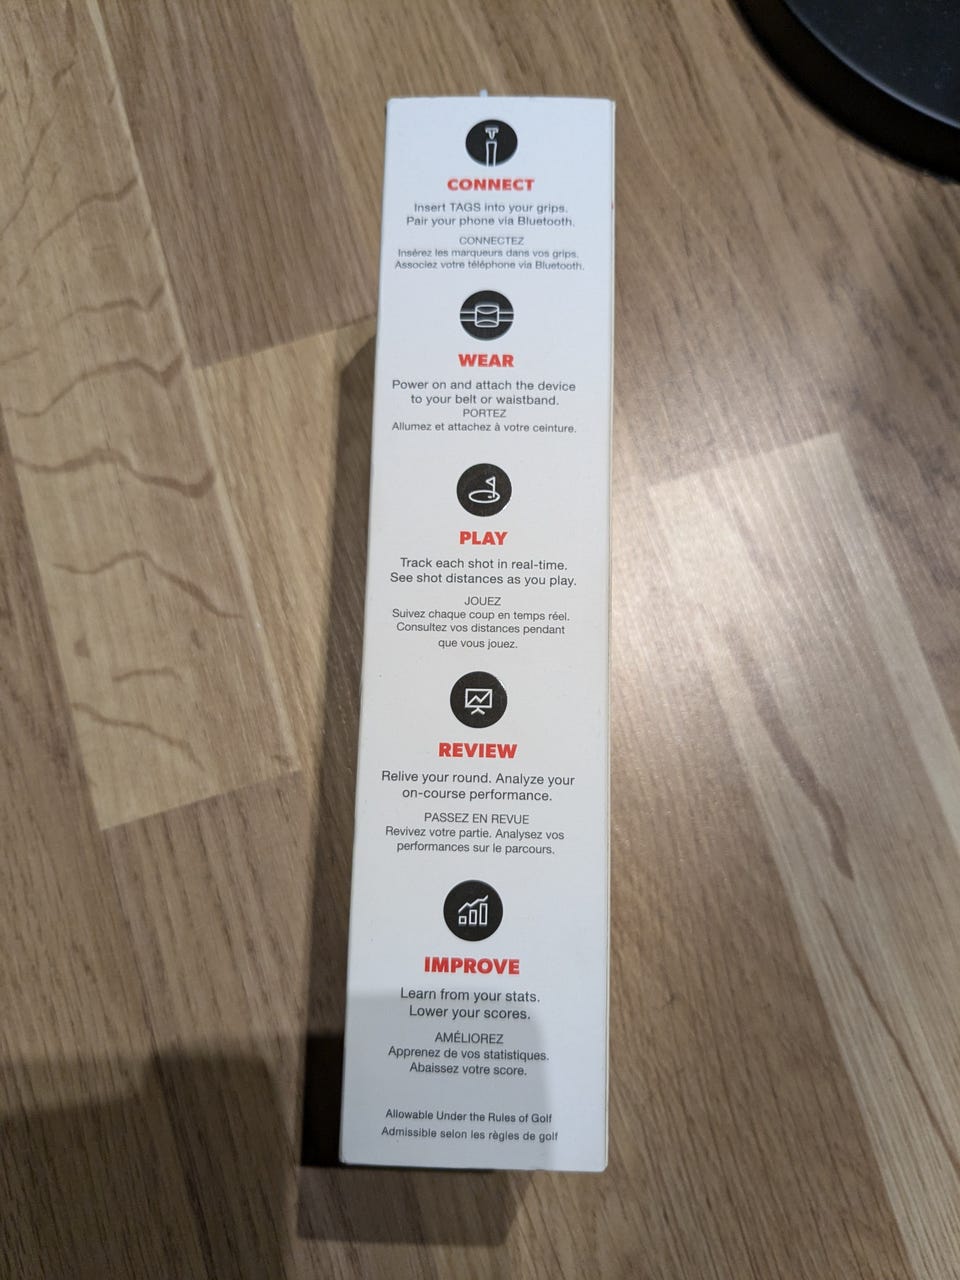 CONNECT
Insert TAGS into your grips.
Pair your phone via Bluetooth.
CONNECTEZ
Insérez les marqueurs dans vos grips.
Associez votre téléphone via Bluetooth.
WEAR
Power on and attach the device
to your belt or waistband.
PORTEZ
Allumez et attachez à votre ceinture.
PLAY
Track each shot in real-time.
See shot distances as you play.
JOUEZ
Suivez chaque coup en temps réel.
Consultez vos distances pendant
que vous jouez.
REVIEW
Relive your round. Analyze your
on-course performance.
PASSEZ EN REVUE
Revivez votre partie. Analysez vos
performances sur le parcours.
IMPROVE
Learn from your stats.
Lower your scores.
AMÉLIOREZ
Apprenez de vos statistiques.
Abaissez votre score.
Allowable Under the Rules of Golf
Admissible selon les règles de golf